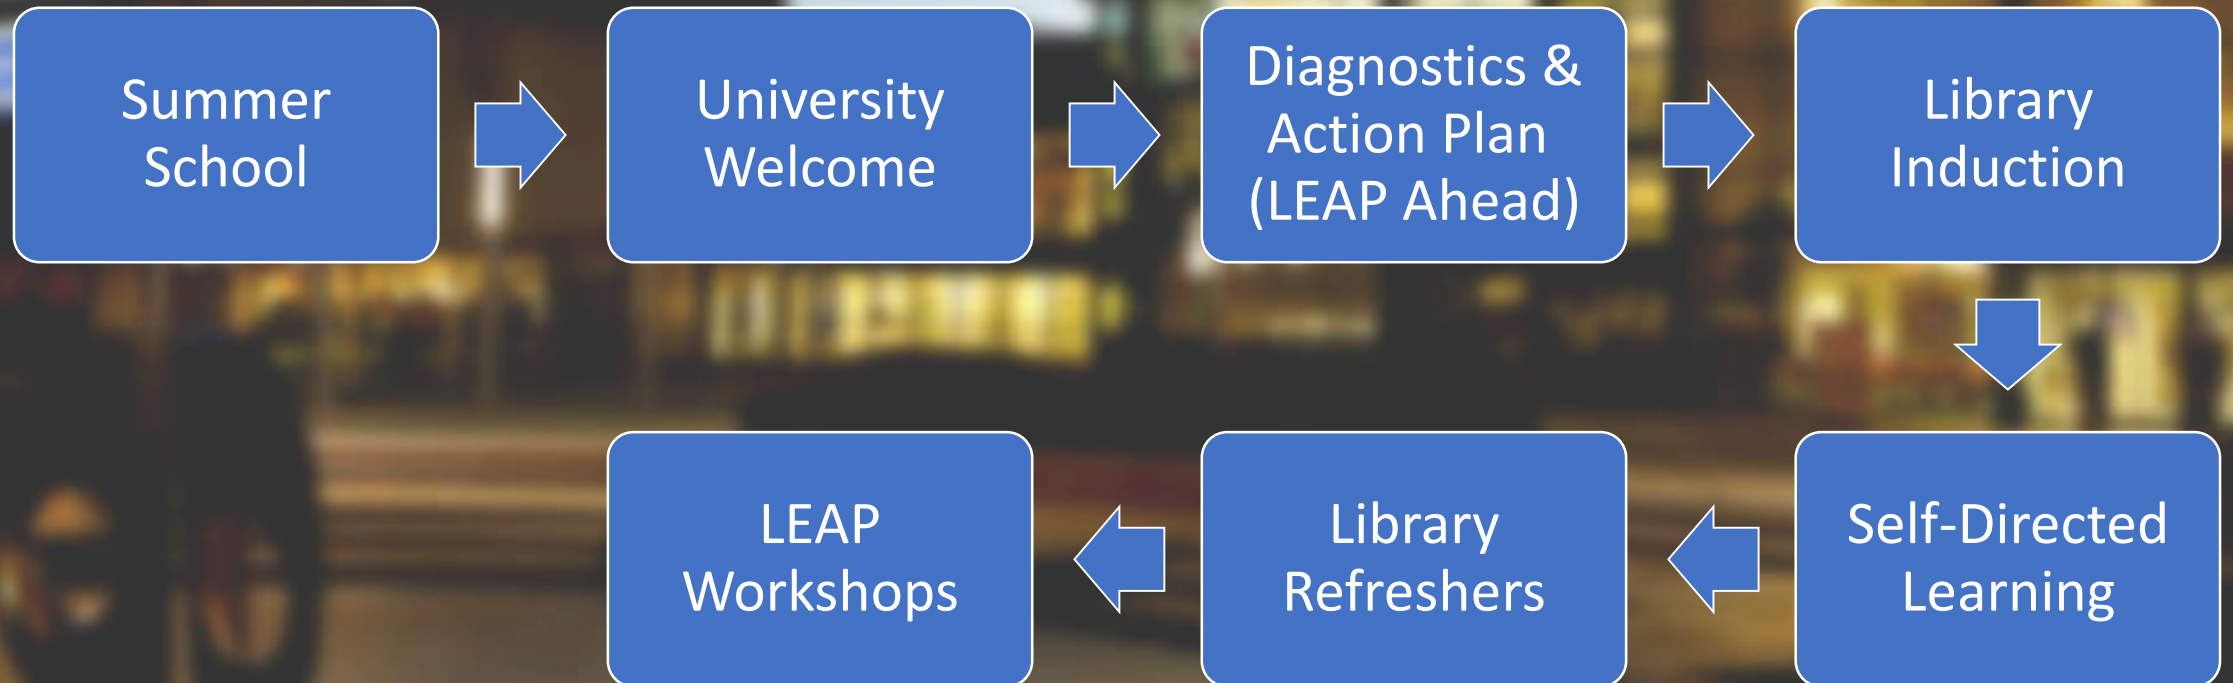 Summer
School
University
Welcome
Diagnostics &
Action Plan
(LEAP Ahead)
Library
Induction
Self-Directed
Learning
Library
Refreshers
LEAP
Workshops